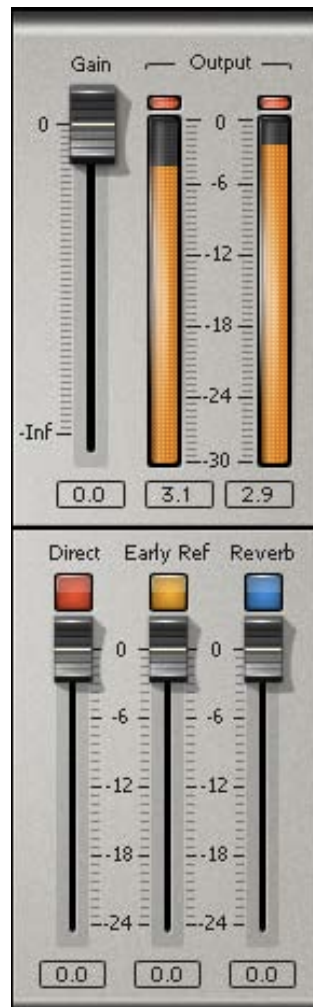 Gain Output
0 0
-6
-12
-18
-24
-Inf
-30
0.0 3.1 2.9
Direct Early Ref Reverb
0 0
-6 -6
-12 -12
-18 -18
-24 -24
0.0 0.0 0.0